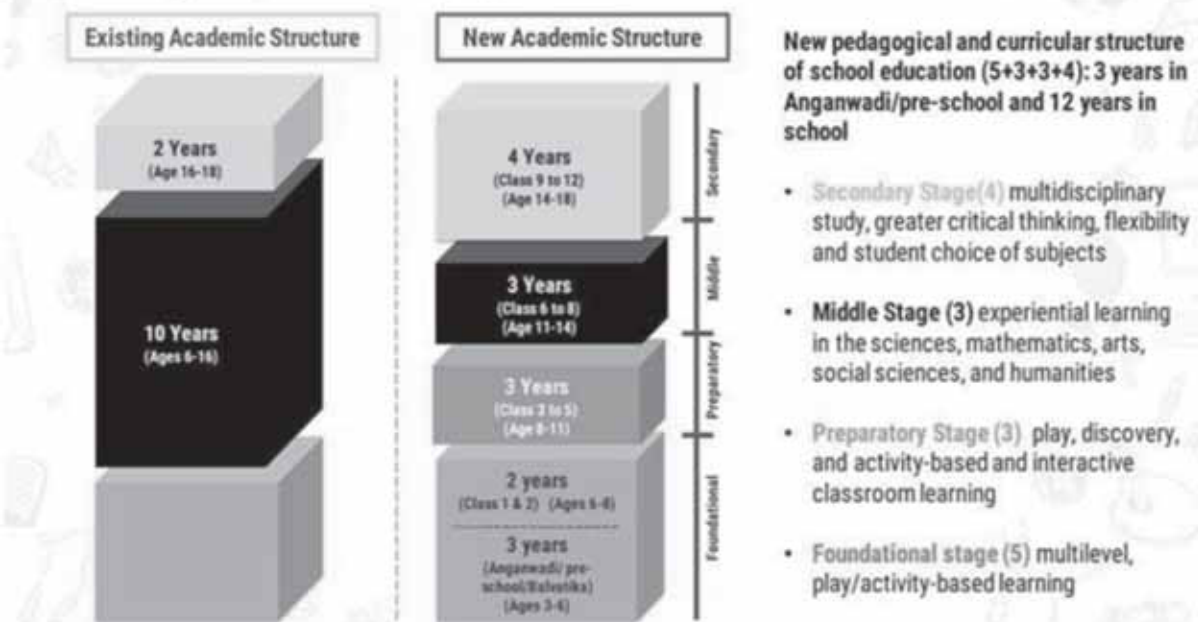 Existing Academic Structure
2 Years
(Age 16-18)
10 Years
(Ages 6-16)
New Academic Structure
4 Years
(Class 9 to 12)
(Age 14-18)
3 Years
(Class 6 to 8)
(Age 11-14)
3 Years
(Class 3 to 5)
(Age 8-11)
2 years
(Class 1 & 2) (Ages 6-8)
3 years
(Anganwadi/ pre-
school/Balvatika)
(Ages 3-6)
Secondary
Middle
Preparatory
Foundational
New pedagogical and curricular structure
of school education (5+3+3+4): 3 years in
Anganwadi/pre-school and 12 years in
school
• Secondary Stage(4) multidisciplinary
study, greater critical thinking, flexibility
and student choice of subjects
• Middle Stage (3) experiential learning
in the sciences, mathematics, arts,
social sciences, and humanities
• Preparatory Stage (3) play, discovery,
and activity-based and interactive
classroom learning
• Foundational stage (5) multilevel,
play/activity-based learning